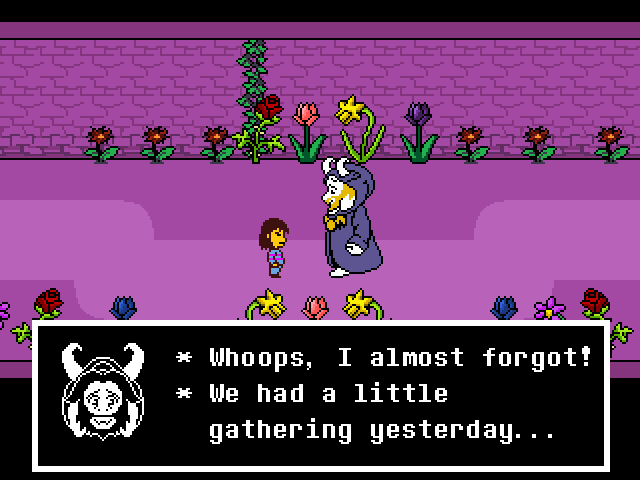 * Whoops, I almost forgot!
* We had a little
gathering yesterday...